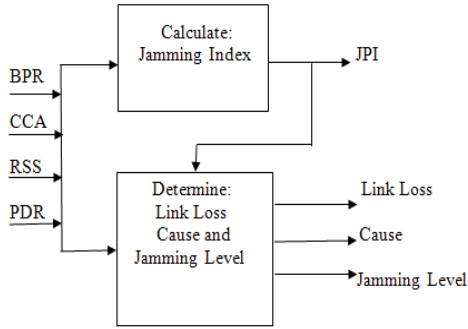 Calculate:
Jamming Index
JPI
BPR
CCA
RSS
PDR
Determine:
Link Loss
Cause and
Jamming Level
Link Loss
Cause
Jamming Level